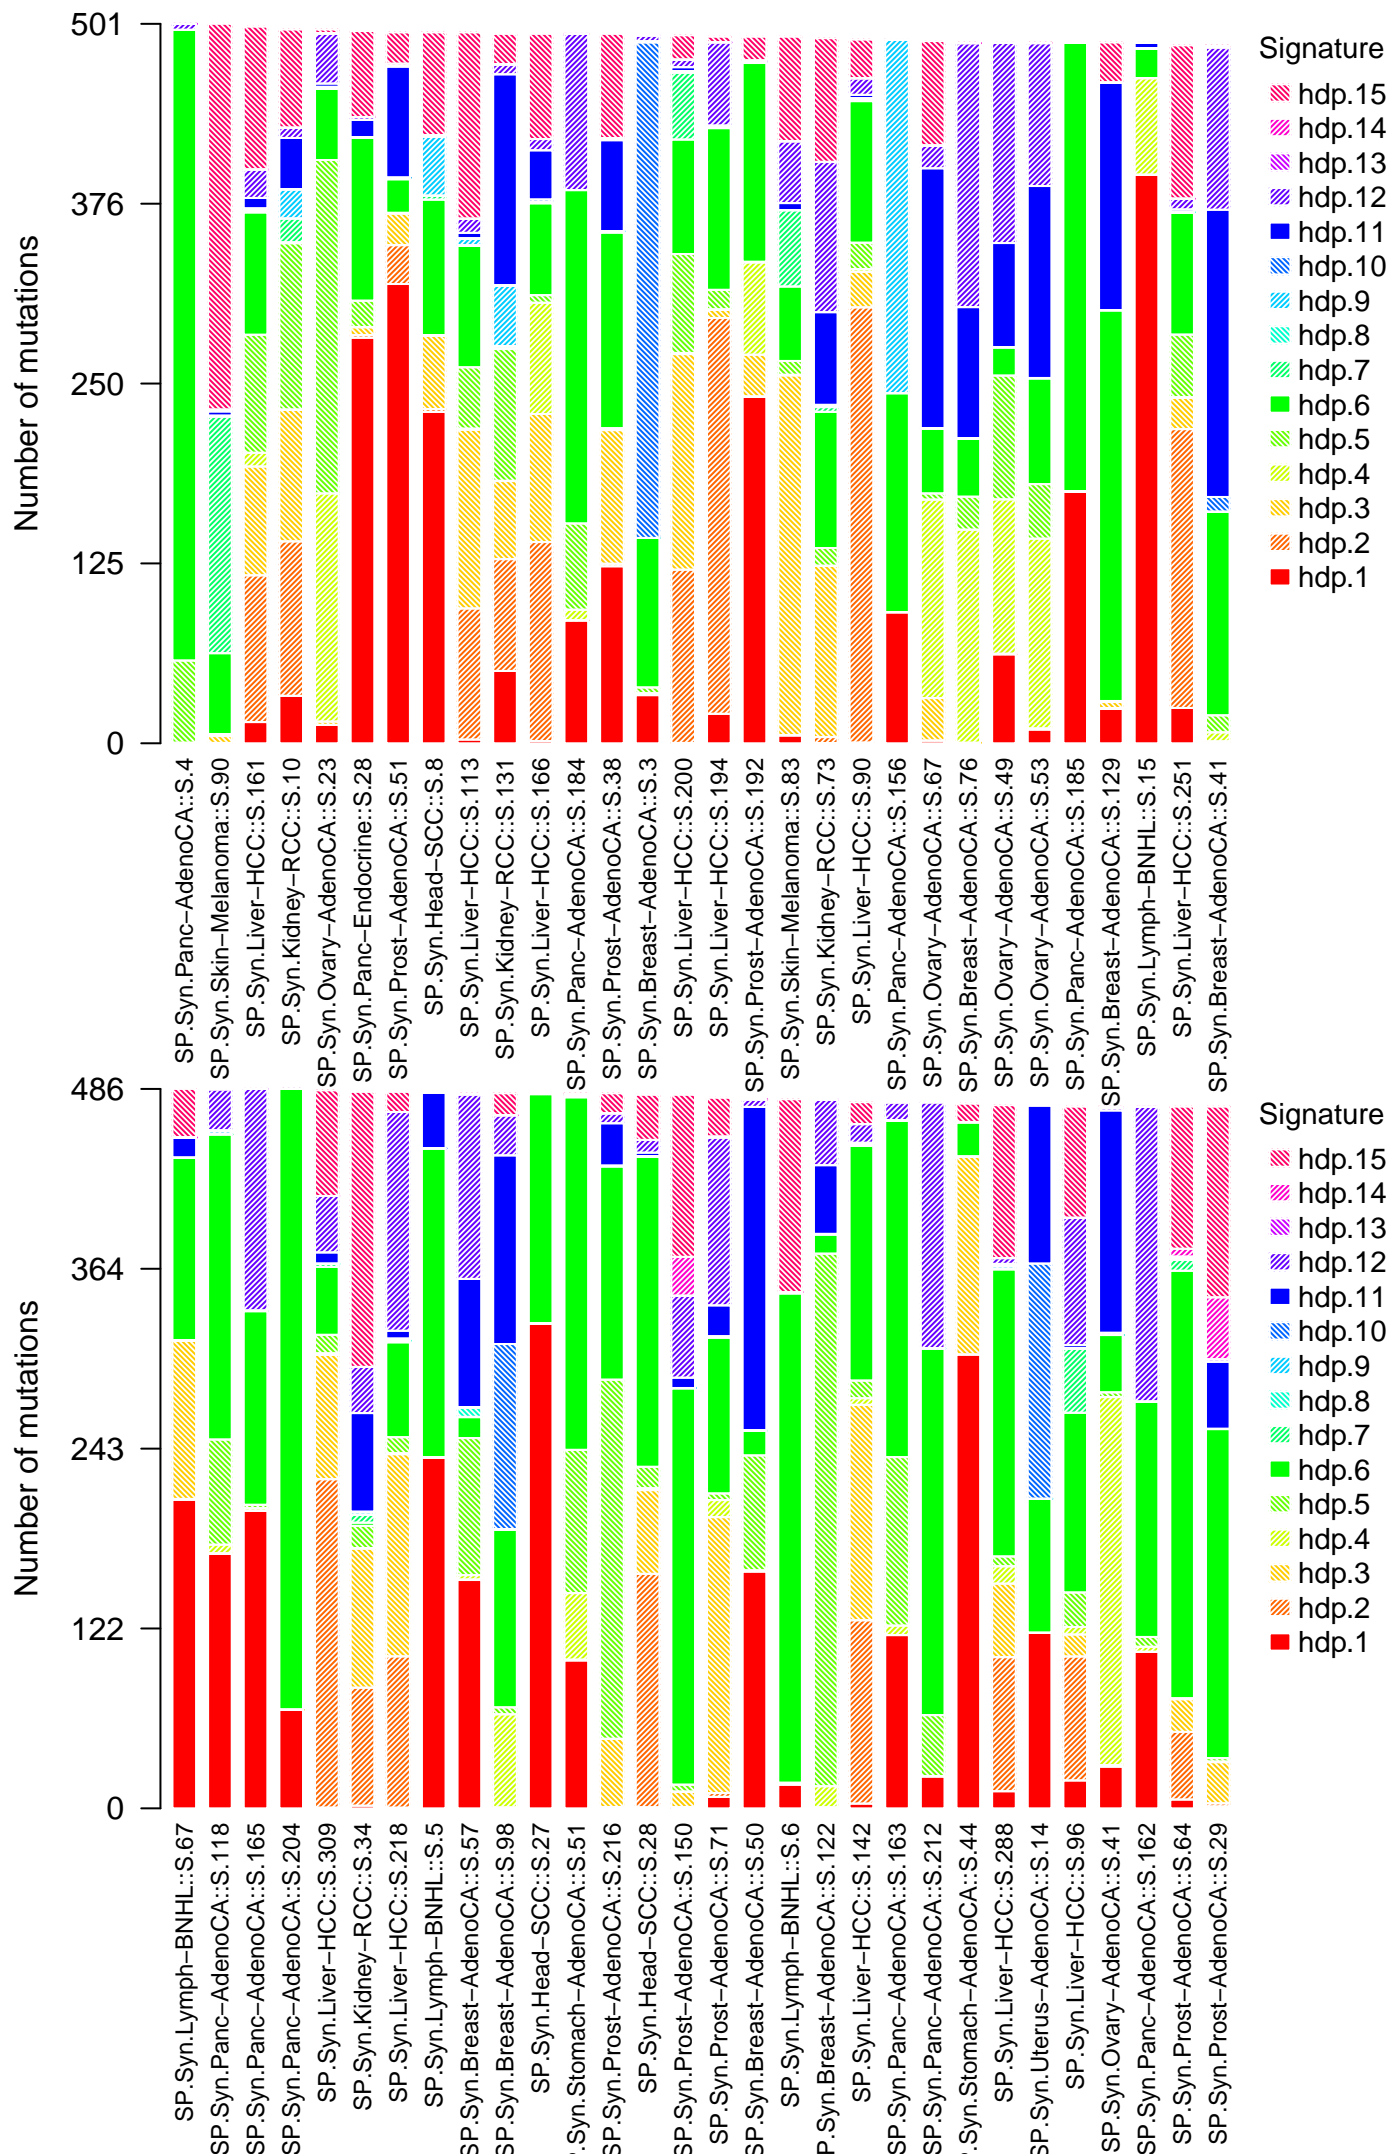 501
376
250
125
0
Number of mutations
Signature
hdp.15
hdp.14
hdp.13
hdp.12
hdp.11
hdp.10
hdp.9
hdp.8
hdp.7
hdp.6
hdp.5
hdp.4
hdp.3
hdp.2
hdp.1
SP.Syn.Panc−AdenoCA::S.4
SP.Syn.Skin−Melanoma::S.90
SP.Syn.Liver−HCC::S.161
SP.Syn.Kidney−RCC::S.10
SP.Syn.Ovary−AdenoCA::S.23
SP.Syn.Panc−Endocrine::S.28
SP.Syn.Prost−AdenoCA::S.51
SP.Syn.Head−SCC::S.8
SP.Syn.Liver−HCC::S.113
SP.Syn.Kidney−RCC::S.131
SP.Syn.Liver−HCC::S.166
SP.Syn.Panc−AdenoCA::S.184
SP.Syn.Prost−AdenoCA::S.38
SP.Syn.Breast−AdenoCA::S.3
SP.Syn.Liver−HCC::S.200
SP.Syn.Liver−HCC::S.194
SP.Syn.Prost−AdenoCA::S.192
SP.Syn.Skin−Melanoma::S.83
SP.Syn.Kidney−RCC::S.73
SP.Syn.Liver−HCC::S.90
SP.Syn.Panc−AdenoCA::S.156
SP.Syn.Ovary−AdenoCA::S.67
SP.Syn.Breast−AdenoCA::S.76
SP.Syn.Ovary−AdenoCA::S.49
SP.Syn.Ovary−AdenoCA::S.53
SP.Syn.Panc−AdenoCA::S.185
SP.Syn.Breast−AdenoCA::S.129
SP.Syn.Lymph−BNHL::S.15
SP.Syn.Liver−HCC::S.251
SP.Syn.Breast−AdenoCA::S.41
486
364
243
122
0
Number of mutations
Signature
hdp.15
hdp.14
hdp.13
hdp.12
hdp.11
hdp.10
hdp.9
hdp.8
hdp.7
hdp.6
hdp.5
hdp.4
hdp.3
hdp.2
hdp.1
SP.Syn.Lymph−BNHL::S.67
SP.Syn.Panc−AdenoCA::S.118
SP.Syn.Panc−AdenoCA::S.165
SP.Syn.Panc−AdenoCA::S.204
SP.Syn.Liver−HCC::S.309
SP.Syn.Kidney−RCC::S.34
SP.Syn.Liver−HCC::S.218
SP.Syn.Lymph−BNHL::S.5
SP.Syn.Breast−AdenoCA::S.57
SP.Syn.Breast−AdenoCA::S.98
SP.Syn.Head−SCC::S.27
P.Syn.Stomach−AdenoCA::S.51
SP.Syn.Prost−AdenoCA::S.216
SP.Syn.Head−SCC::S.28
SP.Syn.Prost−AdenoCA::S.150
SP.Syn.Prost−AdenoCA::S.71
SP.Syn.Breast−AdenoCA::S.50
SP.Syn.Lymph−BNHL::S.6
P.Syn.Breast−AdenoCA::S.122
SP.Syn.Liver−HCC::S.142
SP.Syn.Panc−AdenoCA::S.163
SP.Syn.Panc−AdenoCA::S.212
P.Syn.Stomach−AdenoCA::S.44
SP.Syn.Liver−HCC::S.288
SP.Syn.Uterus−AdenoCA::S.14
SP.Syn.Liver−HCC::S.96
SP.Syn.Ovary−AdenoCA::S.41
SP.Syn.Panc−AdenoCA::S.162
SP.Syn.Prost−AdenoCA::S.64
SP.Syn.Prost−AdenoCA::S.29